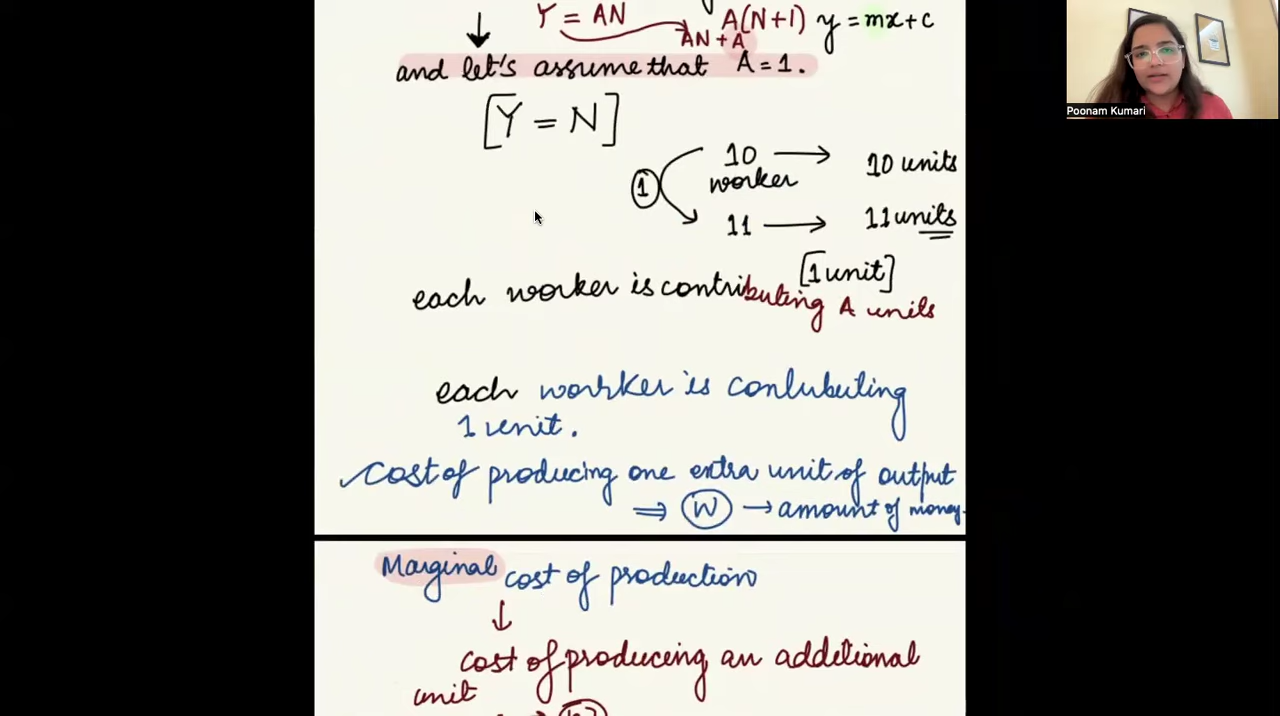 Y = AN A(N+1) y = mx+c
AN + A
and let's assume that A = 1.
[Y = N]
10 → 10 units
worker
1
11 → 11 units
[1 unit]
each worker is contributing A units
each worker is contubuting
1 unit.
cost of producing one extra unit of output
⇒ W → amount of money.
Marginal cost of production
↓
cost of producing an additional
unit
Poonam Kumari